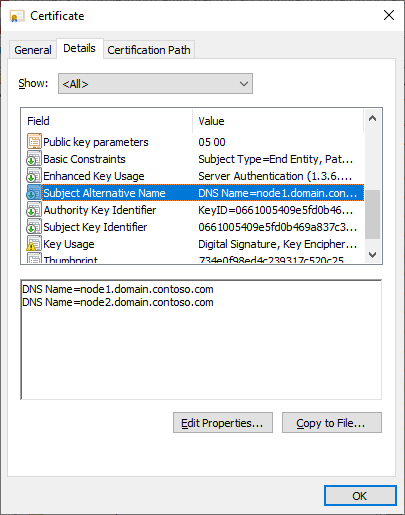 Certificate
General Details Certification Path
Show: <All>
Field Value
Public key parameters 05 00
Basic Constraints Subject Type=End Entity, Pat...
Enhanced Key Usage Server Authentication (1.3.6....
Subject Alternative Name DNS Name=node1.domain.con...
Authority Key Identifier KeyID=0661005409e5fd0b46...
Subject Key Identifier 0661005409e5fd0b469a837c3...
Key Usage Digital Signature, Key Encipher...
Thumbprint 734e0f98ed4c239317c520c25
DNS Name=node1.domain.contoso.com
DNS Name=node2.domain.contoso.com
Edit Properties... Copy to File...
OK